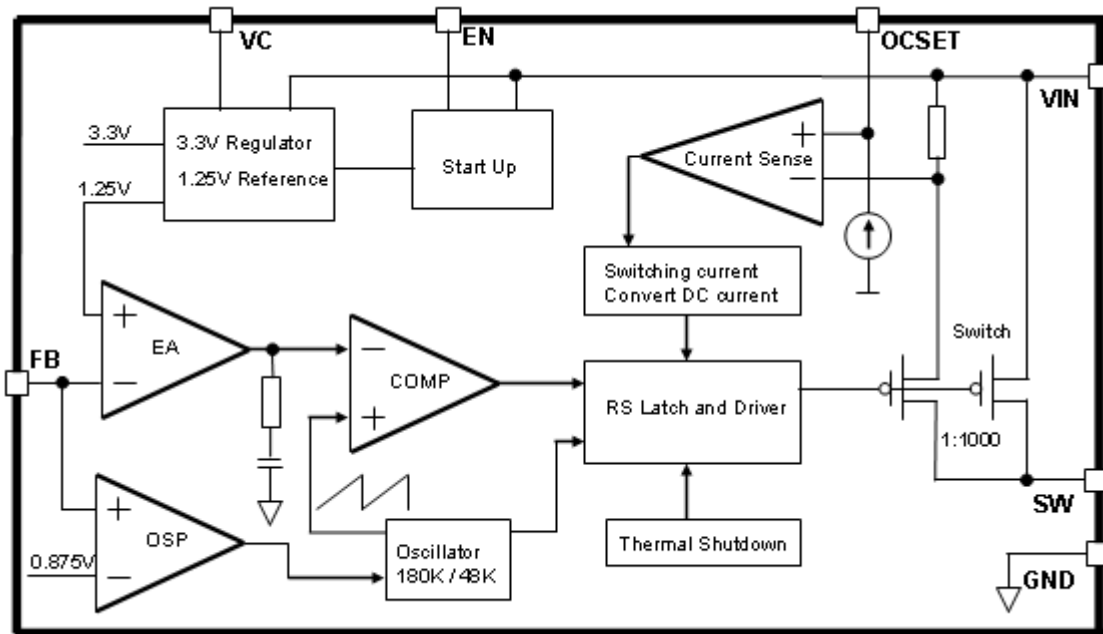 VC
EN
OCSET
VIN
3.3V
3.3V Regulator
1.25V Reference
1.25V
Start Up
+
Current Sense
−
Switching current
Convert DC current
Switch
FB
+
EA
−
−
COMP
+
RS Latch and Driver
1:1000
SW
+
OSP
0.875V
−
Oscillator
180K / 48K
Thermal Shutdown
GND